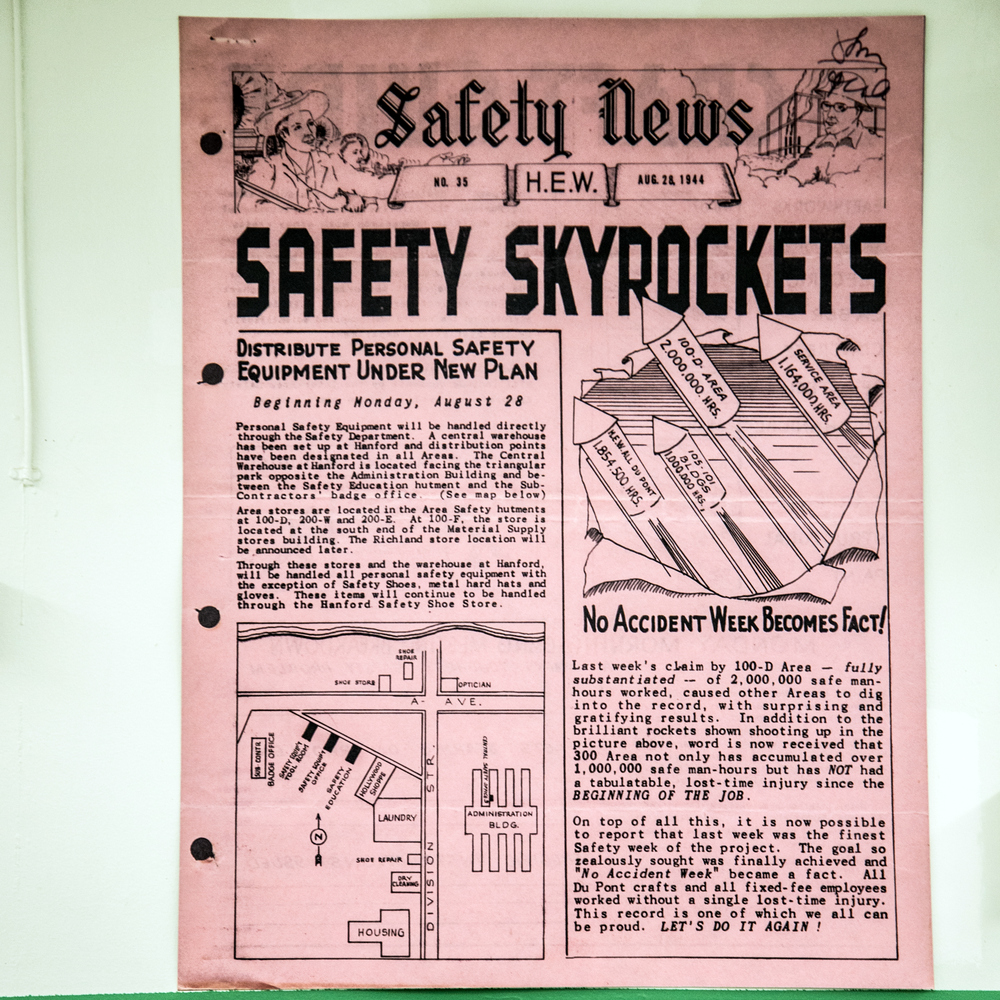 Safety News
NO. 35
H.E.W.
AUG. 28, 1944
SAFETY SKYROCKETS
DISTRIBUTE PERSONAL SAFETY
EQUIPMENT UNDER NEW PLAN
Beginning Monday, August 28
Personal Safety Equipment will be handled directly
through the Safety Department. A central warehouse
has been set up at Hanford and distribution points
have been designated in all Areas. The Central
Warehouse at Hanford is located facing the triangular
park opposite the Administration Building and be-
tween the Safety Education hutment and the Sub-
Contractors' badge office. (See map below)
Area stores are located in the Area Safety hutments
at 100-D, 200-W and 200-E. At 100-F, the store is
located at the south end of the Material Supply
stores building. The Richland store location will
be announced later.
Through these stores and the warehouse at Hanford,
will be handled all personal safety equipment with
the exception of Safety Shoes, metal hard hats and
gloves. These items will continue to be handled
through the Hanford Safety Shoe Store.
SHOE
REPAIR
SHOE STORE
OPTICIAN
A- AVE.
SUB-CONTR
BADGE OFFICE
SAFETY EQUIP'T
TOOL ROOM
SAFETY EQUIP'T
OFFICE
SAFETY
EDUCATION
HOLLYWOOD
SHOPPE
N
LAUNDRY
SHOE REPAIR
DRY
CLEANING
HOUSING
DIVISION STR.
CENTRAL SAFETY OFFICE
ADMINISTRATION
BLDG.
100-D. AREA
2,000,000. HRS.
SERVICE AREA
1,164,000. HRS.
H.E.W. ALL DU PONT
1,854,500 HRS.
105-101
BLDGS
1,000,000 HRS.
NO ACCIDENT WEEK BECOMES FACT!
Last week's claim by 100-D Area — fully
substantiated — of 2,000,000 safe man-
hours worked, caused other Areas to dig
into the record, with surprising and
gratifying results. In addition to the
brilliant rockets shown shooting up in the
picture above, word is now received that
300 Area not only has accumulated over
1,000,000 safe man-hours but has NOT had
a tabulatable, lost-time injury since the
BEGINNING OF THE JOB.
On top of all this, it is now possible
to report that last week was the finest
Safety week of the project. The goal so
zealously sought was finally achieved and
"No Accident Week" became a fact. All
Du Pont crafts and all fixed-fee employees
worked without a single lost-time injury.
This record is one of which we all can
be proud. LET'S DO IT AGAIN !